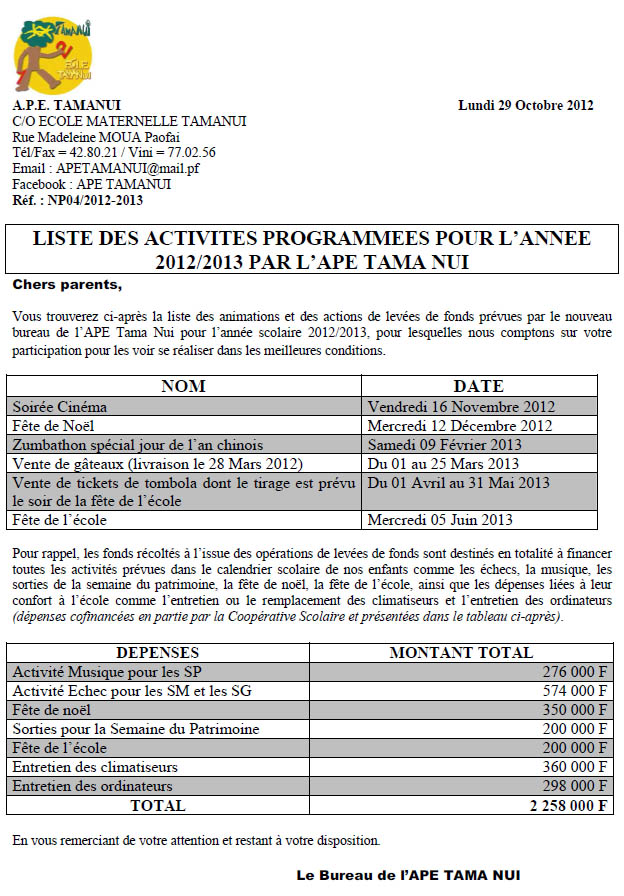 TAMANUI
ECOLE
TAMANUI
A.P.E. TAMANUI
Lundi 29 Octobre 2012
C/O ECOLE MATERNELLE TAMANUI
Rue Madeleine MOUA Paofai
Tél/Fax = 42.80.21 / Vini = 77.02.56
Email : APETAMANUI@mail.pf
Facebook : APE TAMANUI
Réf. : NP04/2012-2013
LISTE DES ACTIVITES PROGRAMMEES POUR L’ANNEE
2012/2013 PAR L’APE TAMA NUI
Chers parents,
Vous trouverez ci-après la liste des animations et des actions de levées de fonds prévues par le nouveau
bureau de l’APE Tama Nui pour l’année scolaire 2012/2013, pour lesquelles nous comptons sur votre
participation pour les voir se réaliser dans les meilleures conditions.
NOM DATE
Soirée Cinéma Vendredi 16 Novembre 2012
Fête de Noël Mercredi 12 Décembre 2012
Zumbathon spécial jour de l’an chinois Samedi 09 Février 2013
Vente de gâteaux (livraison le 28 Mars 2012) Du 01 au 25 Mars 2013
Vente de tickets de tombola dont le tirage est prévu Du 01 Avril au 31 Mai 2013
le soir de la fête de l’école
Fête de l’école Mercredi 05 Juin 2013
Pour rappel, les fonds récoltés à l’issue des opérations de levées de fonds sont destinés en totalité à financer
toutes les activités prévues dans le calendrier scolaire de nos enfants comme les échecs, la musique, les
sorties de la semaine du patrimoine, la fête de noël, la fête de l’école, ainsi que les dépenses liées à leur
confort à l’école comme l’entretien ou le remplacement des climatiseurs et l’entretien des ordinateurs
(dépenses cofinancées en partie par la Coopérative Scolaire et présentées dans le tableau ci-après).
DEPENSES MONTANT TOTAL
Activité Musique pour les SP 276 000 F
Activité Echec pour les SM et les SG 574 000 F
Fête de noël 350 000 F
Sorties pour la Semaine du Patrimoine 200 000 F
Fête de l’école 200 000 F
Entretien des climatiseurs 360 000 F
Entretien des ordinateurs 298 000 F
TOTAL 2 258 000 F
En vous remerciant de votre attention et restant à votre disposition.
Le Bureau de l’APE TAMA NUI